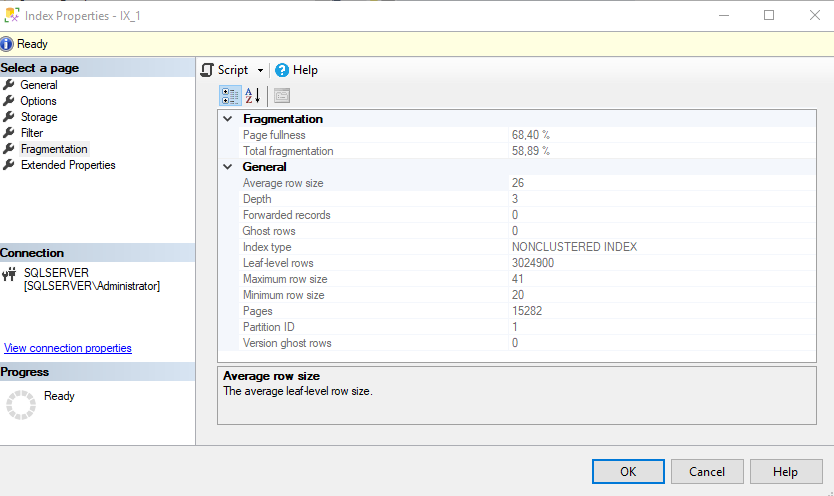 Index Properties - IX_1
Ready
Select a page
General
Options
Storage
Filter
Fragmentation
Extended Properties
Connection
SQLSERVER
[SQLSERVER\Administrator]
View connection properties
Progress
Ready
Script
Help
Fragmentation
Page fullness 68,40 %
Total fragmentation 58,89 %
General
Average row size 26
Depth 3
Forwarded records 0
Ghost rows 0
Index type NONCLUSTERED INDEX
Leaf-level rows 3024900
Maximum row size 41
Minimum row size 20
Pages 15282
Partition ID 1
Version ghost rows 0
Average row size
The average leaf-level row size.
OK Cancel Help